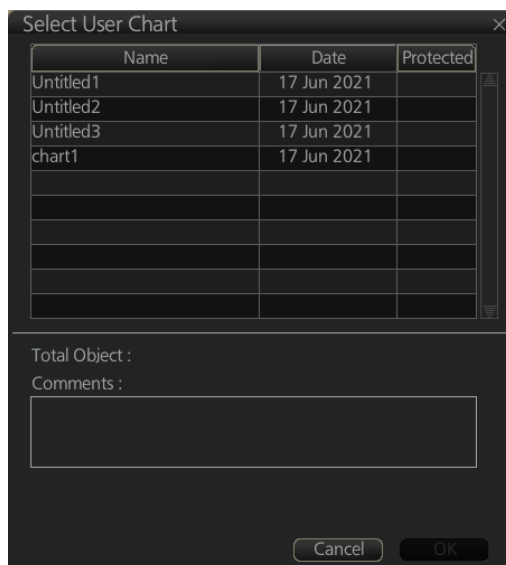 Select User Chart
Name Date Protected
Untitled1 17 Jun 2021
Untitled2 17 Jun 2021
Untitled3 17 Jun 2021
chart1 17 Jun 2021
Total Object :
Comments :
Cancel OK